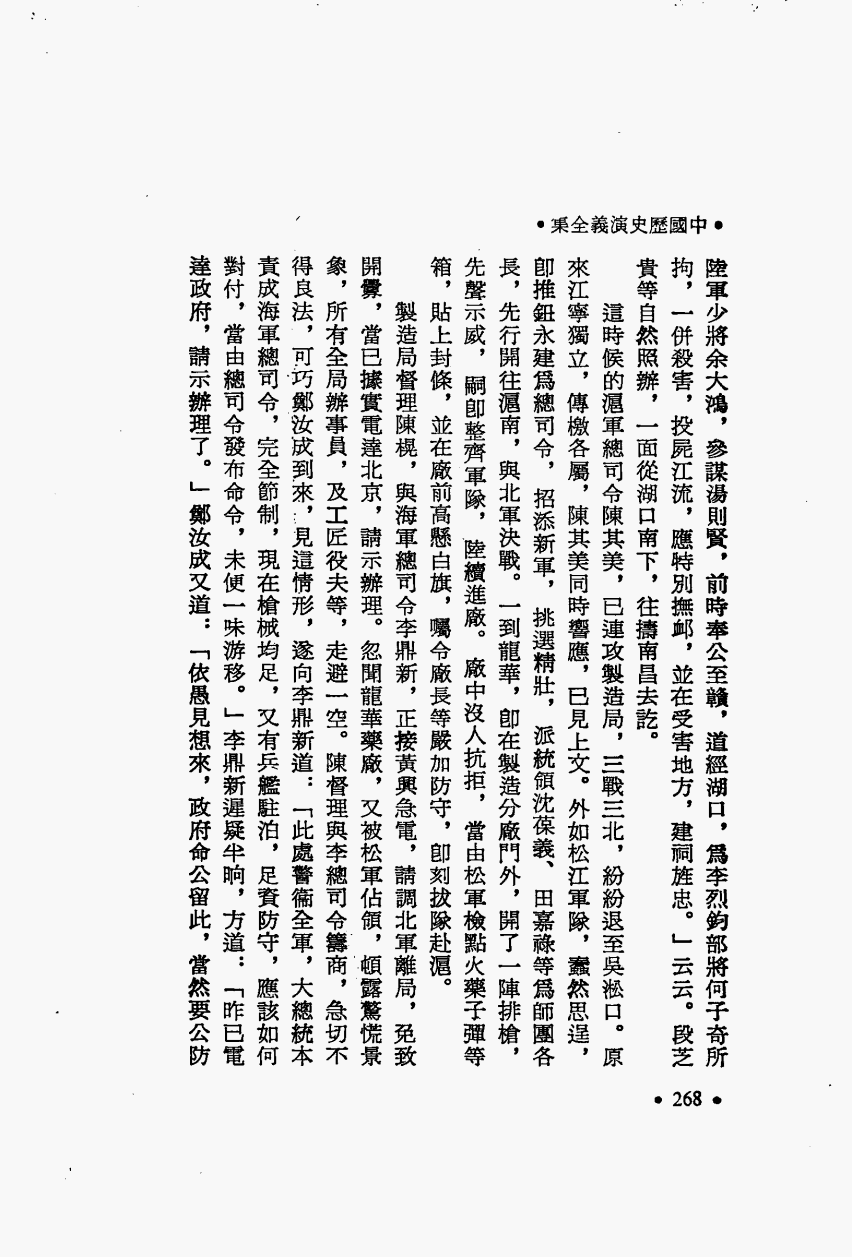 •中國歷史演義全集•
陸軍少將余大鴻，參謀湯則賢，前時奉公至贛，道經湖口，爲李烈鈞部將何子奇所
拘，一併殺害，投屍江流，應特別撫卹，並在受害地方，建祠旌忠。」云云。段芝
貴等自然照辦，一面從湖口南下，往擣南昌去訖。
這時候的滬軍總司令陳其美，已連攻製造局，三戰三北，紛紛退至吳淞口。原
來江寧獨立，傳檄各屬，陳其美同時響應，已見上文。外如松江軍隊，蠢然思逞，
卽推鈕永建爲總司令，招添新軍，挑選精壯，派統領沈葆義、田嘉祿等爲師團各
長，先行開往滬南，與北軍決戰。一到龍華，卽在製造分廠門外，開了一陣排槍，
先聲示威，嗣卽整齊軍隊，陸續進廠。廠中沒人抗拒，當由松軍檢點火藥子彈等
箱，貼上封條，並在廠前高懸白旗，囑令廠長等嚴加防守，卽刻拔隊赴滬。
製造局督理陳榥，與海軍總司令李鼎新，正接黃興急電，請調北軍離局，免致
開釁，當已據實電達北京，請示辦理。忽聞龍華藥廠，又被松軍佔領，頓露驚慌景
象，所有全局辦事員，及工匠役夫等，走避一空。陳督理與李總司令籌商，急切不
得良法，可巧鄭汝成到來，見這情形，遂向李鼎新道：「此處警衞全軍，大總統本
責成海軍總司令，完全節制，現在槍械均足，又有兵艦駐泊，足資防守，應該如何
對付，當由總司令發布命令，未便一味游移。」李鼎新遲疑半晌，方道：「昨已電
達政府，請示辦理了。」鄭汝成又道：「依愚見想來，政府命公留此，當然要公防
•268•